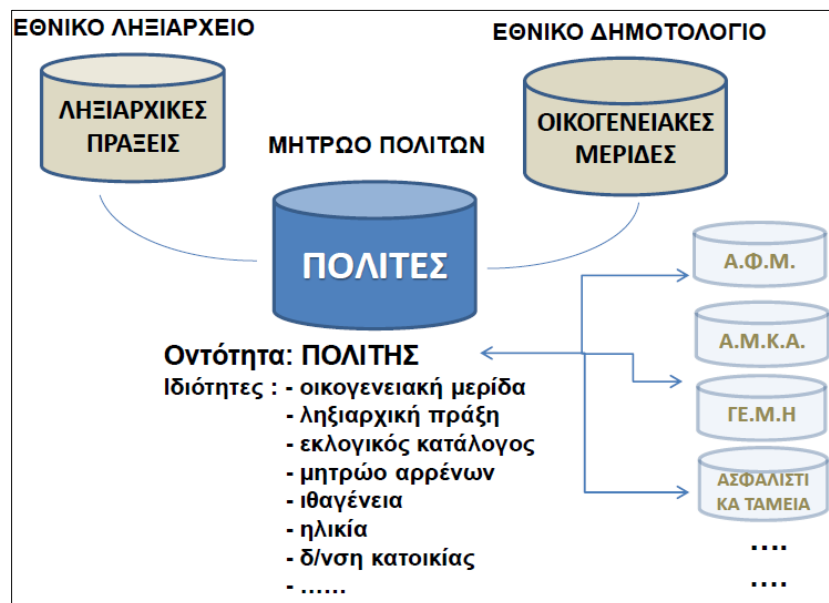 ΕΘΝΙΚΟ ΛΗΞΙΑΡΧΕΙΟ
ΕΘΝΙΚΟ ΔΗΜΟΤΟΛΟΓΙΟ
ΛΗΞΙΑΡΧΙΚΕΣ
ΠΡΑΞΕΙΣ
ΟΙΚΟΓΕΝΕΙΑΚΕΣ
ΜΕΡΙΔΕΣ
ΜΗΤΡΩΟ ΠΟΛΙΤΩΝ
ΠΟΛΙΤΕΣ
Οντότητα: ΠΟΛΙΤΗΣ
Ιδιότητες : - οικογενειακή μερίδα
- ληξιαρχική πράξη
- εκλογικός κατάλογος
- μητρώο αρρένων
- ιθαγένεια
- ηλικία
- δ/νση κατοικίας
- ......
Α.Φ.Μ.
Α.Μ.Κ.Α.
ΓΕ.Μ.Η
ΑΣΦΑΛΙΣΤΙ
ΚΑ ΤΑΜΕΙΑ
....
....